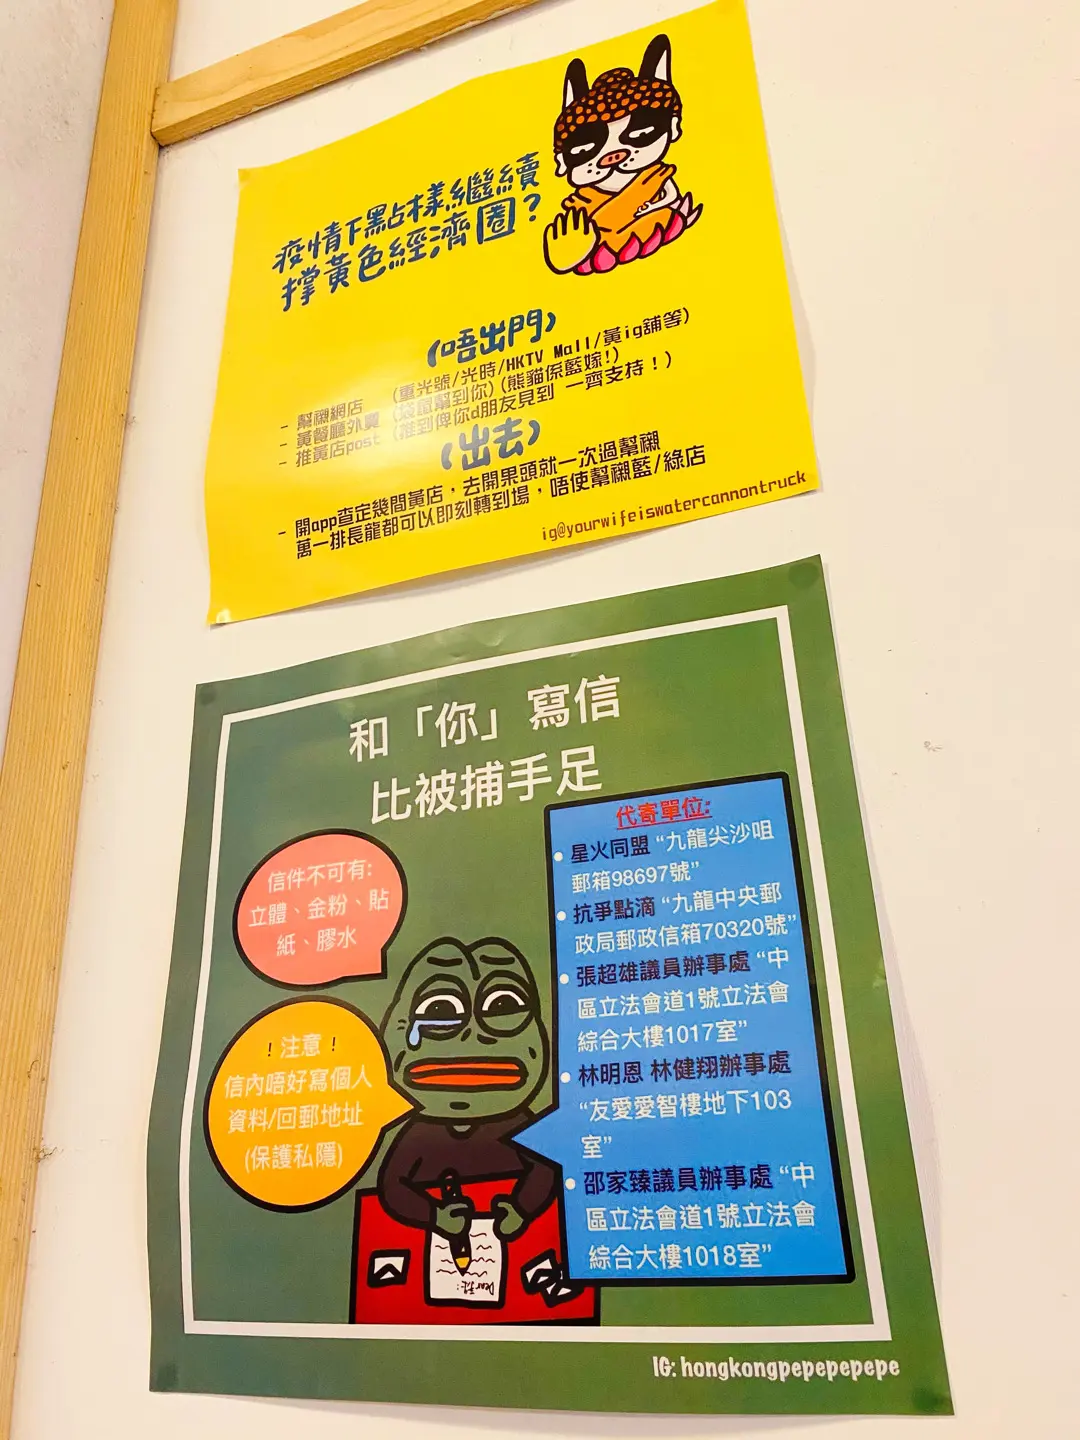 疫情下點樣繼續
撐黃色經濟圈？
(唔出門)
- 幫襯網店 (重光號/光時/HKTV Mall/黃ig舖等)
- 黃餐廳外賣 (袋鼠幫到你)(熊貓係藍嫁!)
- 推黃店post (推到俾你d朋友見到 一齊支持！)
(出去)
- 開app查定幾間黃店，去開果頭就一次過幫襯
萬一排長龍都可以即刻轉到場，唔使幫襯藍/綠店
ig@yourwifeiswatercannontruck
和「你」寫信
比被捕手足
信件不可有:
立體、金粉、貼
紙、膠水
！注意！
信內唔好寫個人
資料/回郵地址
(保護私隱)
代寄單位:
星火同盟 “九龍尖沙咀
郵箱98697號”
抗爭點滴 “九龍中央郵
政局郵政信箱70320號”
張超雄議員辦事處 “中
區立法會道1號立法會
綜合大樓1017室”
林明恩 林健翔辦事處
“友愛愛智樓地下103
室”
邵家臻議員辦事處 “中
區立法會道1號立法會
綜合大樓1018室”
IG: hongkongpepepepepe